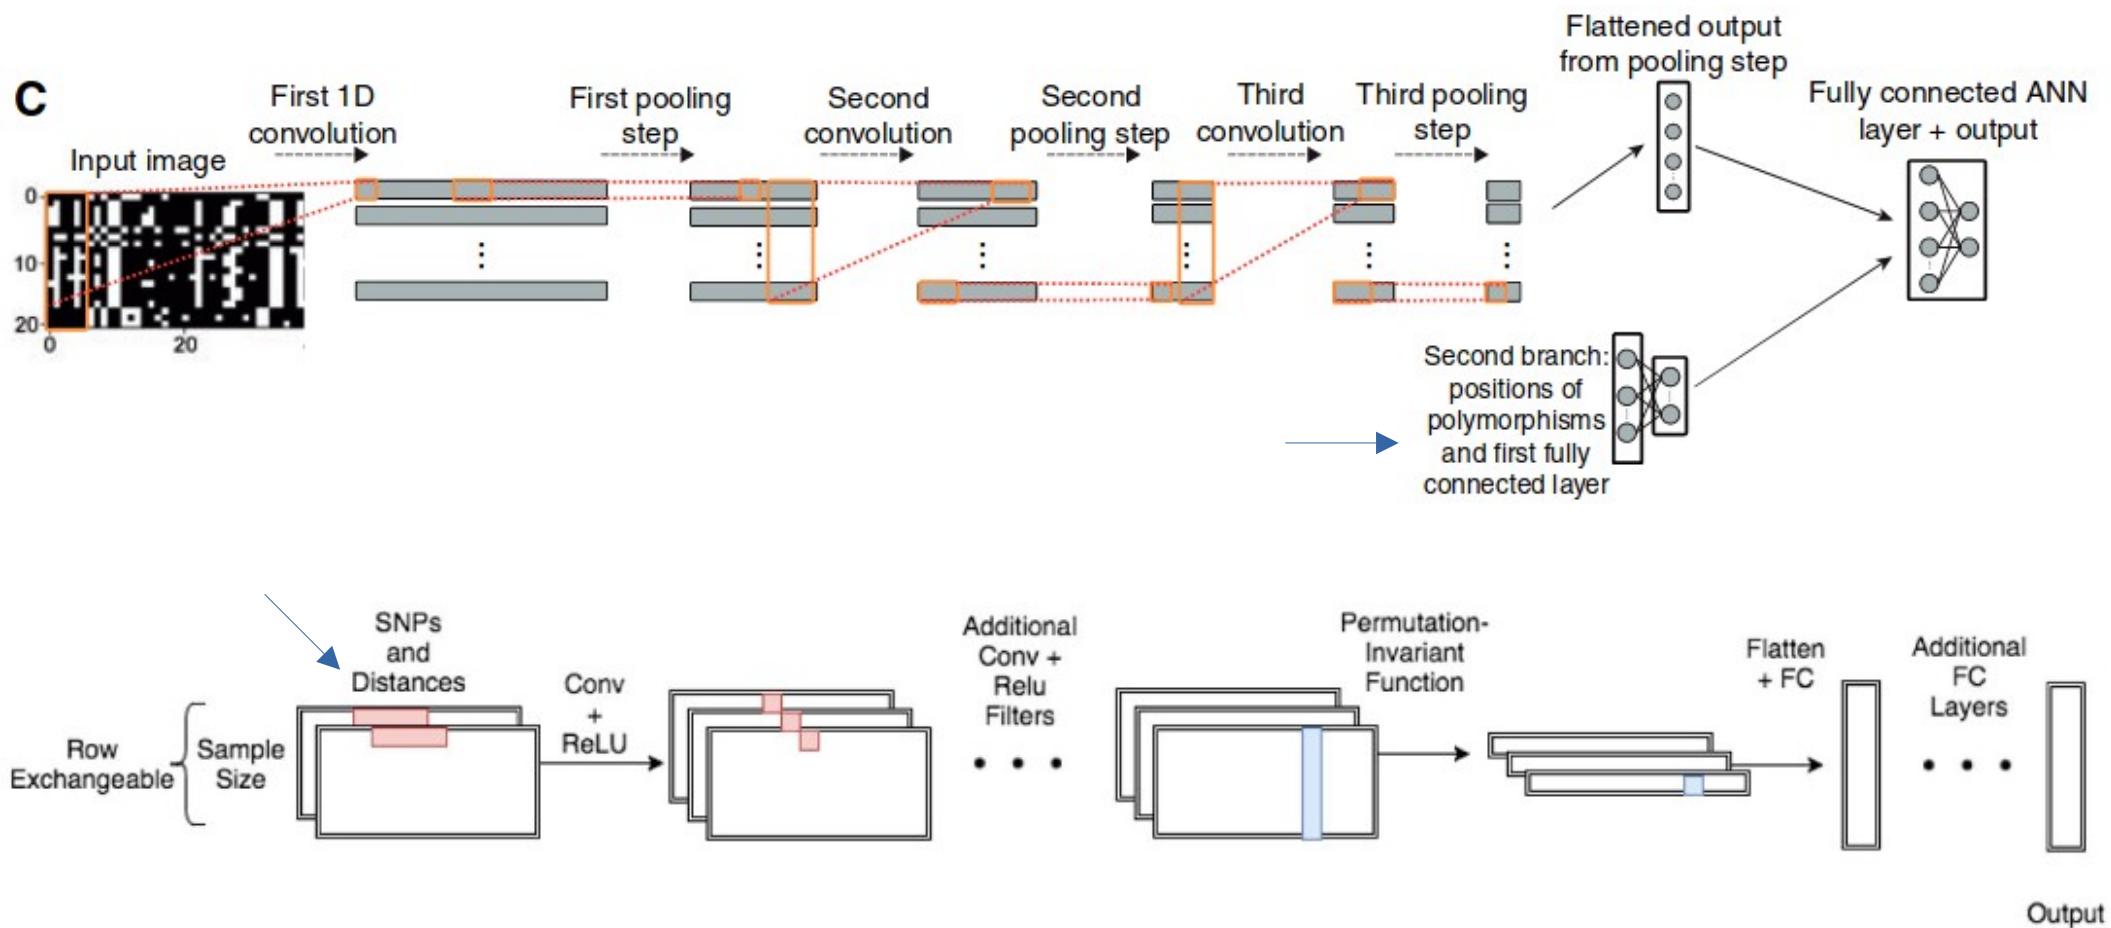 C
Flattened output
from pooling step
First 1D
convolution
First pooling
step
Second
convolution
Second
pooling step
Third
convolution
Third pooling
step
Fully connected ANN
layer + output
Input image
0
10
20
0
20
Second branch:
positions of
polymorphisms
and first fully
connected layer
SNPs
and
Distances
Conv
+
ReLU
Additional
Conv +
Relu
Filters
Permutation-
Invariant
Function
Flatten
+ FC
Additional
FC
Layers
Row
Exchangeable
Sample
Size
Output